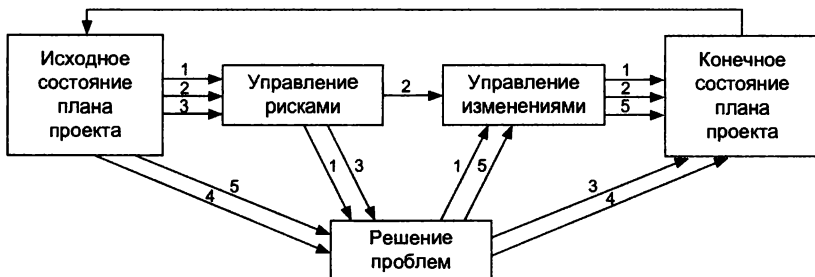 Исходное
состояние
плана
проекта
1
2
3
Управление
рисками
2
Управление
изменениями
1
2
5
Конечное
состояние
плана
проекта
5
4
1
3
1
5
3
4
Решение
проблем